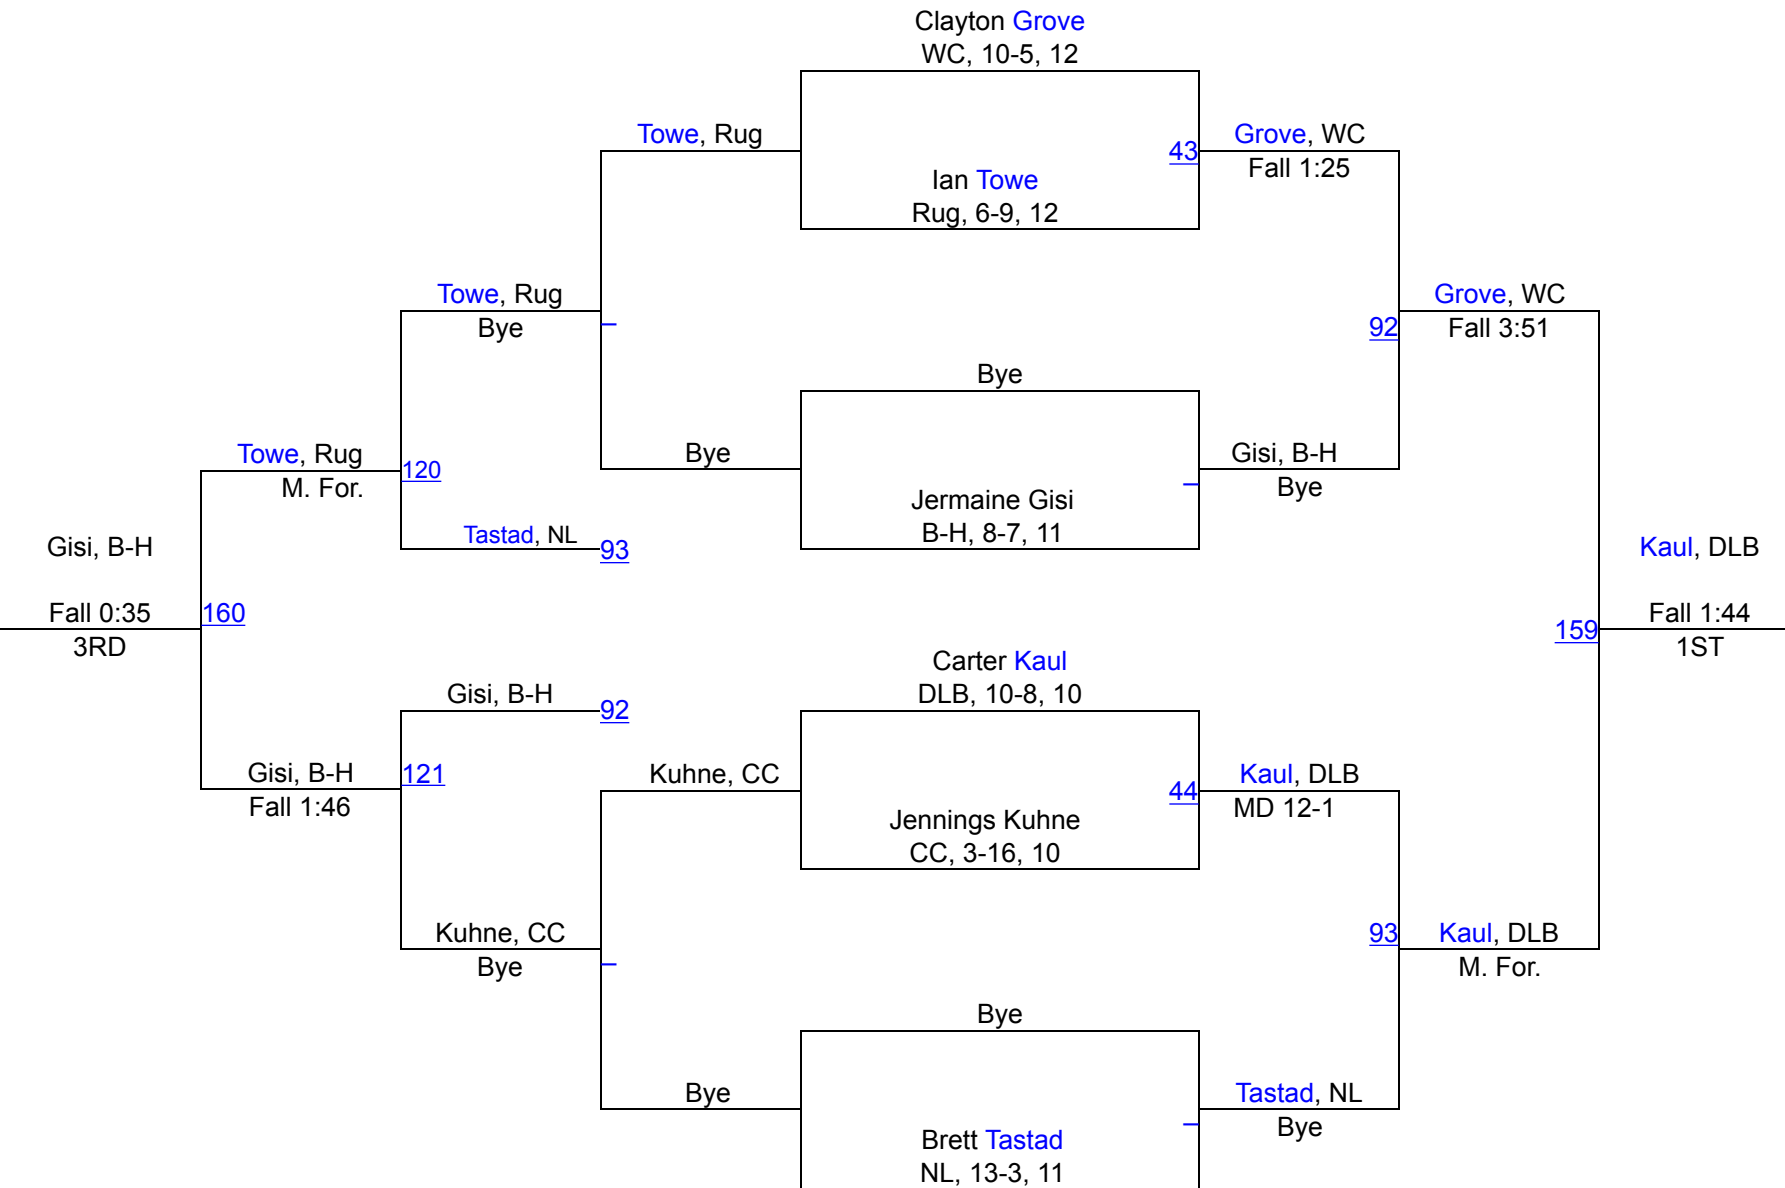 Clayton Grove
WC, 10-5, 12
Towe, Rug
43
Grove, WC
Fall 1:25
Ian Towe
Rug, 6-9, 12
Towe, Rug
Bye
Grove, WC
92
Fall 3:51
Bye
Towe, Rug
M. For.
120
Bye
Gisi, B-H
Bye
Jermaine Gisi
B-H, 8-7, 11
Tastad, NL
93
Gisi, B-H
Fall 0:35
3RD
160
Kaul, DLB
159
Fall 1:44
1ST
Carter Kaul
DLB, 10-8, 10
Gisi, B-H
92
Gisi, B-H
Fall 1:46
121
Kuhne, CC
44
Kaul, DLB
MD 12-1
Jennings Kuhne
CC, 3-16, 10
Kuhne, CC
Bye
93
Kaul, DLB
M. For.
Bye
Bye
Tastad, NL
Bye
Brett Tastad
NL, 13-3, 11